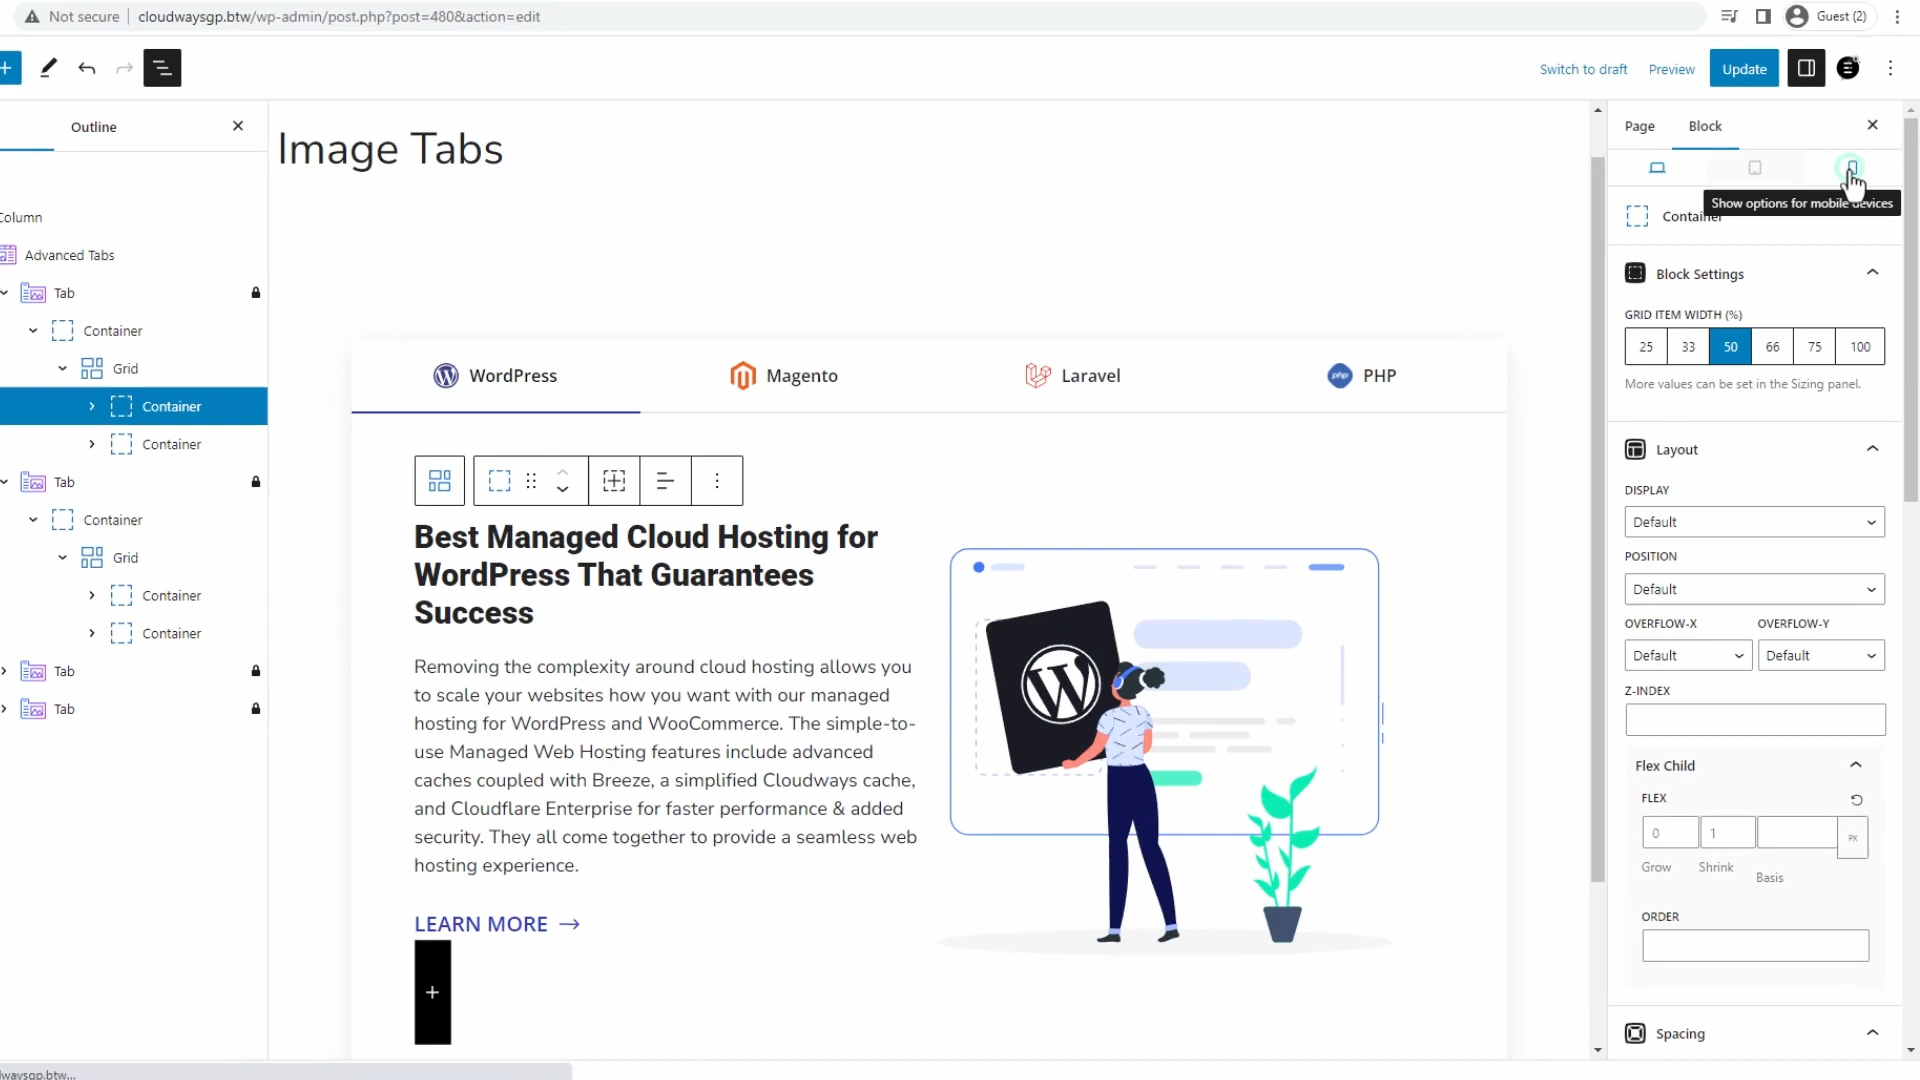 Not secure
cloudwaysgp.btw/wp-admin/post.php?post=480&action=edit
Guest (2)
Switch to draft
Preview
Update
Outline
Column
Advanced Tabs
Tab
Container
Grid
Container
Container
Tab
Container
Grid
Container
Container
Tab
Tab
Image Tabs
WordPress
Magento
php
Laravel
PHP
Best Managed Cloud Hosting for
WordPress That Guarantees
Success
Removing the complexity around cloud hosting allows you
to scale your websites how you want with our managed
hosting for WordPress and WooCommerce. The simple-to-
use Managed Web Hosting features include advanced
caches coupled with Breeze, a simplified Cloudways cache,
and Cloudflare Enterprise for faster performance & added
security. They all come together to provide a seamless web
hosting experience.
LEARN MORE
Page
Block
Show options for mobile devices
Container
Block Settings
GRID ITEM WIDTH (%)
25 33 50 66 75 100
More values can be set in the Sizing panel.
Layout
DISPLAY
Default
POSITION
Default
OVERFLOW-X OVERFLOW-Y
Default Default
Z-INDEX
Flex Child
FLEX
0 1 PX
Grow Shrink
Basis
ORDER
Spacing